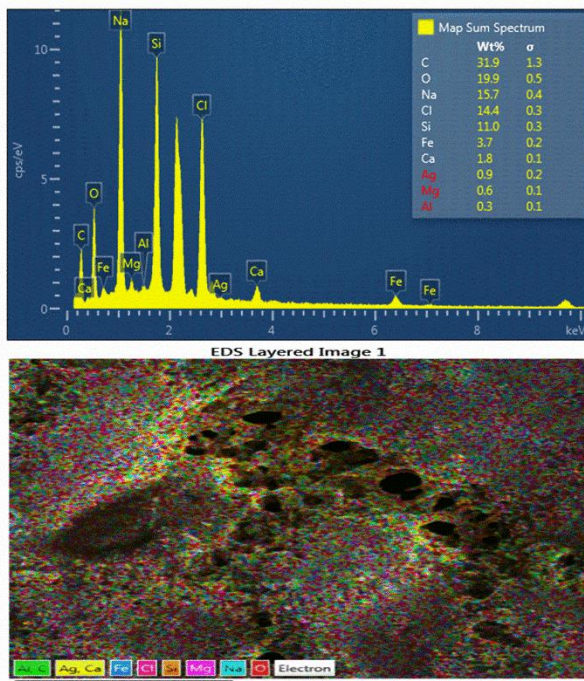 Map Sum Spectrum
Wt% σ
C 31.9 1.3
O 19.9 0.5
Na 15.7 0.4
Cl 14.4 0.3
Si 11.0 0.3
Fe 3.7 0.2
Ca 1.8 0.1
Ag 0.9 0.2
Mg 0.6 0.1
Al 0.3 0.1
10
5
0
cps/eV
Na
Si
Cl
O
C
Al
Fe
Mg
Ca
Ag
Ca
Fe
Fe
0 2 4 6 8 keV
EDS Layered Image 1
Al, C Ag, Ca Fe Cl Si Mg Na O Electron